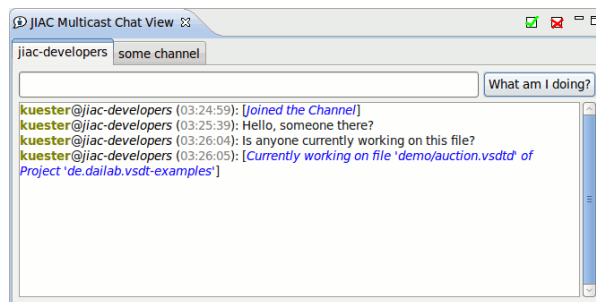 JIAC Multicast Chat View
jiac-developers some channel
What am I doing?
kuester@jiac-developers (03:24:59): [Joined the Channel]
kuester@jiac-developers (03:25:39): Hello, someone there?
kuester@jiac-developers (03:26:04): Is anyone currently working on this file?
kuester@jiac-developers (03:26:05): [Currently working on file 'demo/auction.vsdtd' of
Project 'de.dailab.vsdt-examples']